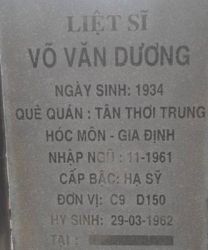 LIỆT SĨ
VÕ VĂN DƯƠNG
NGÀY SINH: 1934
QUÊ QUÁN : TÂN THỚI TRUNG
HÓC MÔN - GIA ĐỊNH
NHẬP NGŨ : 11-1961
CẤP BẬC: HẠ SỸ
ĐƠN VỊ: C9 D150
HY SINH: 29-03-1962
TẠI :